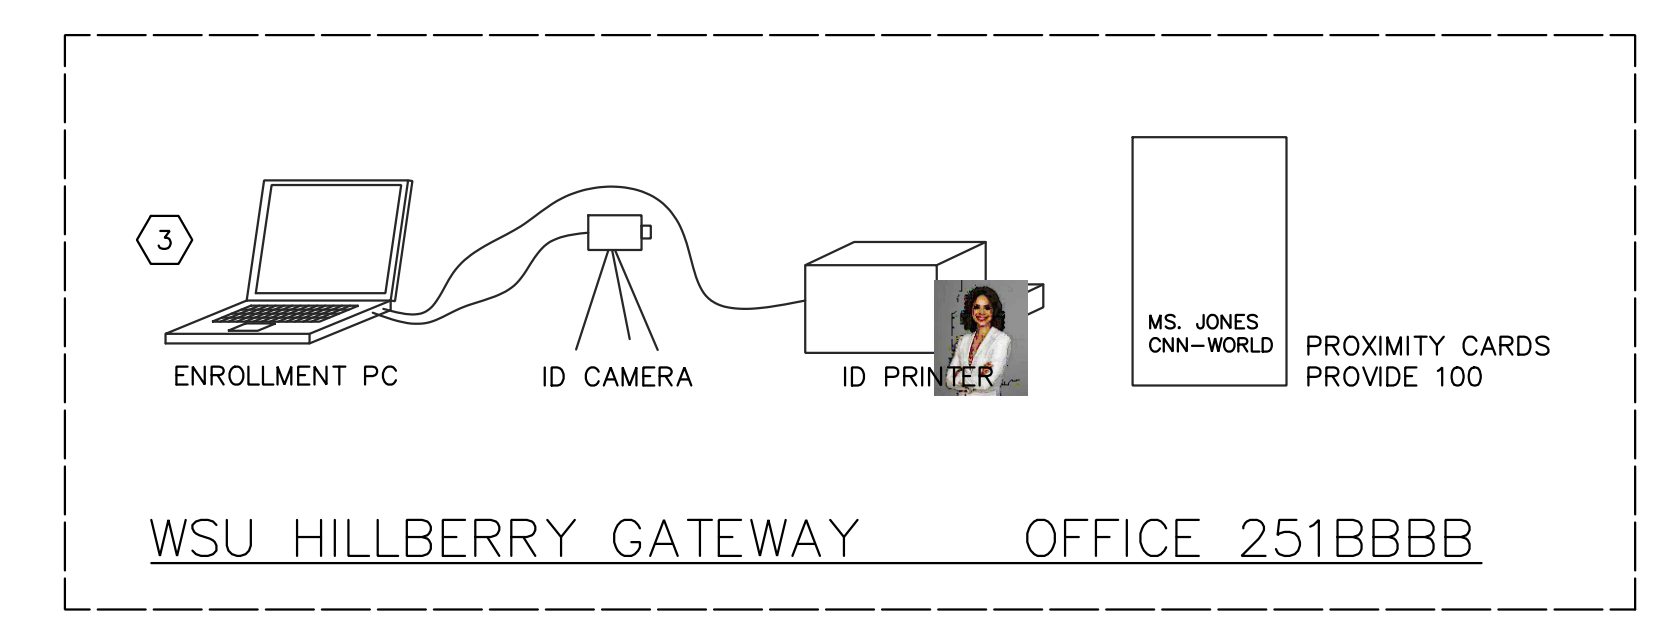 3
MS. JONES
CNN-WORLD
PROXIMITY CARDS
PROVIDE 100
ENROLLMENT PC
ID CAMERA
ID PRINTER
WSU HILLBERRY GATEWAY OFFICE 251BBBB